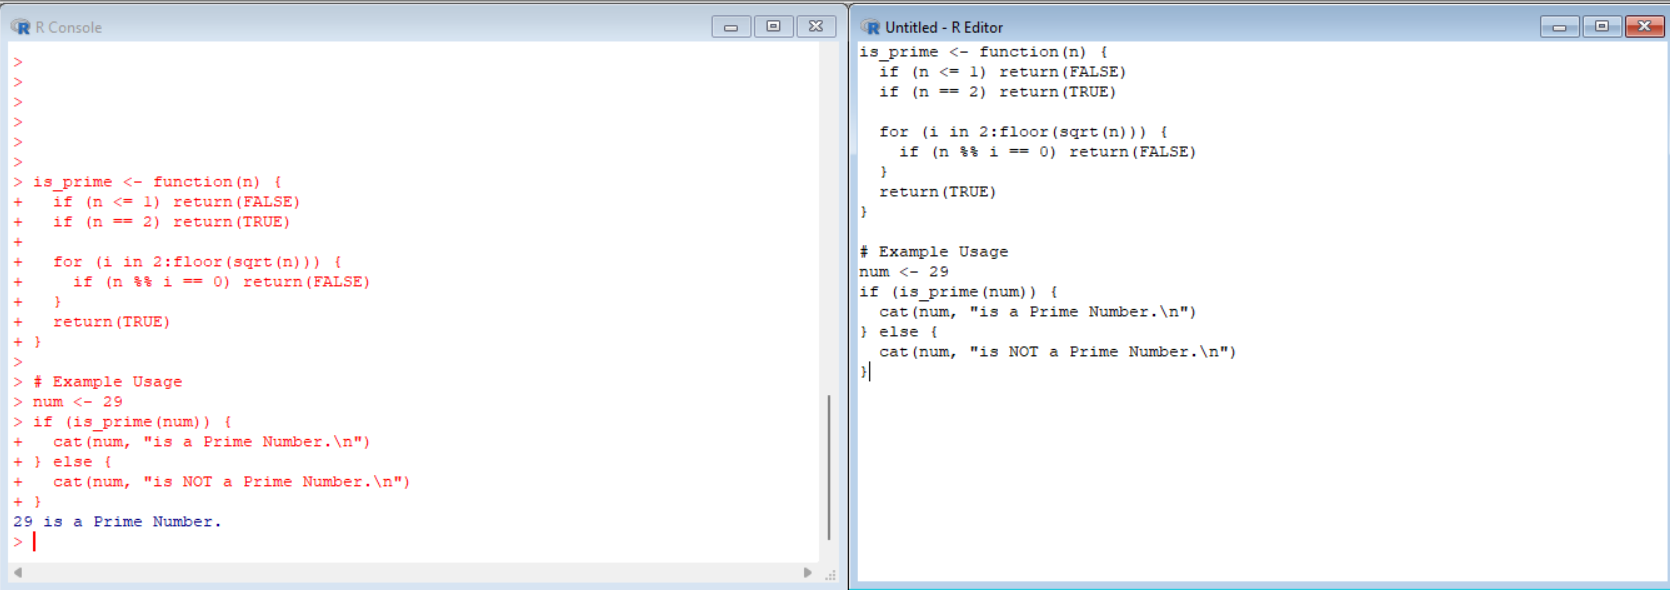 R Console
>
>
>
>
>
>
> is_prime <- function(n) {
+   if (n <= 1) return(FALSE)
+   if (n == 2) return(TRUE)
+
+   for (i in 2:floor(sqrt(n))) {
+     if (n %% i == 0) return(FALSE)
+   }
+   return(TRUE)
+ }
>
> # Example Usage
> num <- 29
> if (is_prime(num)) {
+   cat(num, "is a Prime Number.\n")
+ } else {
+   cat(num, "is NOT a Prime Number.\n")
+ }
29 is a Prime Number.
>
Untitled - R Editor
is_prime <- function(n) {
  if (n <= 1) return(FALSE)
  if (n == 2) return(TRUE)

  for (i in 2:floor(sqrt(n))) {
    if (n %% i == 0) return(FALSE)
  }
  return(TRUE)
}

# Example Usage
num <- 29
if (is_prime(num)) {
  cat(num, "is a Prime Number.\n")
} else {
  cat(num, "is NOT a Prime Number.\n")
}